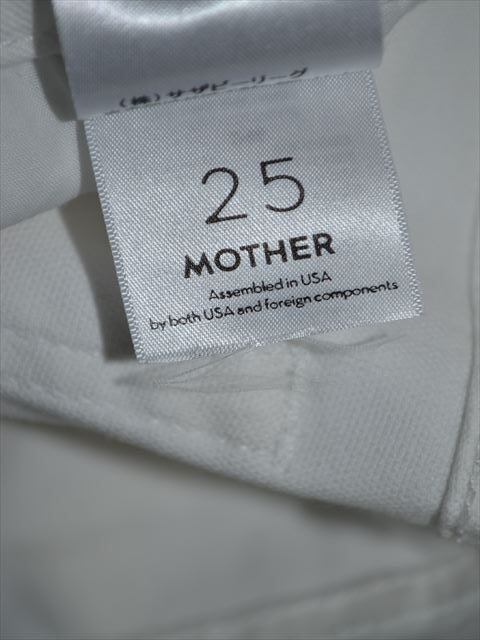 (株)サザビーリーグ
25
MOTHER
Assembled in USA
by both USA and foreign components